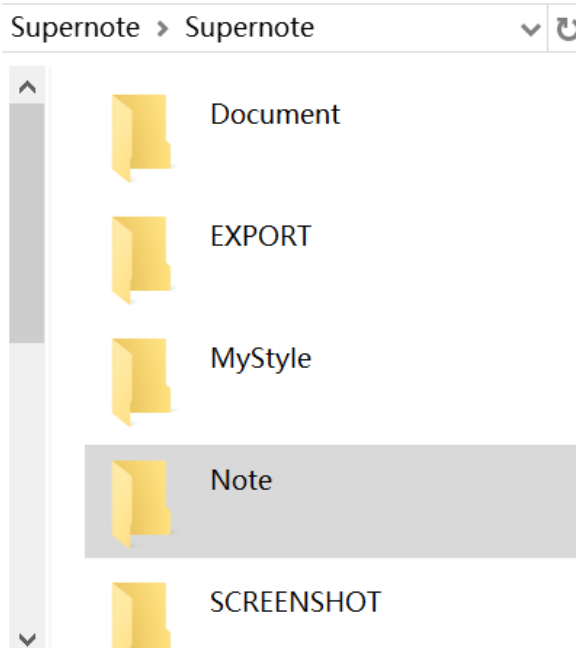 Supernote > Supernote
Document
EXPORT
MyStyle
Note
SCREENSHOT